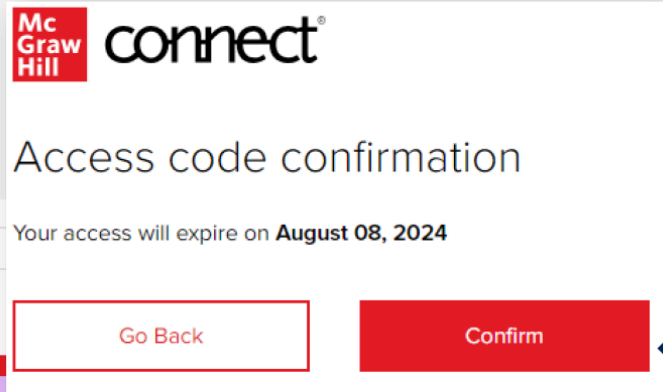 Mc
Graw
Hill
connect®
Access code confirmation
Your access will expire on August 08, 2024
Go Back
Confirm